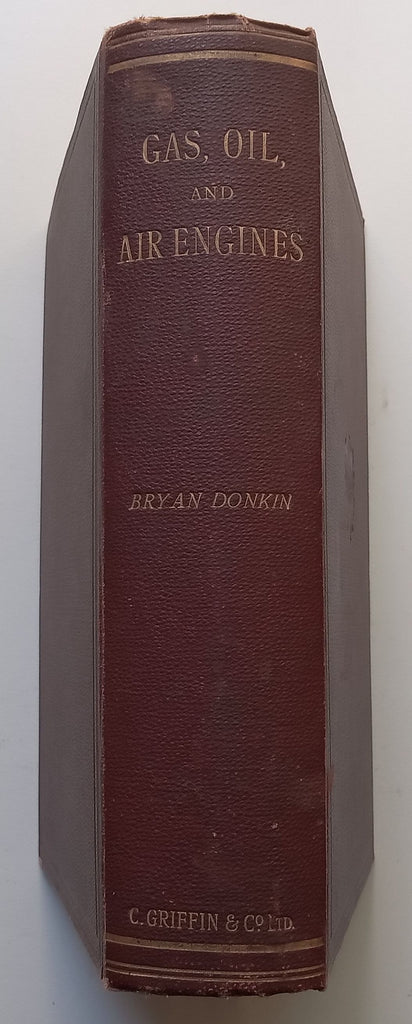 GAS, OIL,
AND
AIR ENGINES
BRYAN DONKIN
C. GRIFFIN & Co LTD.